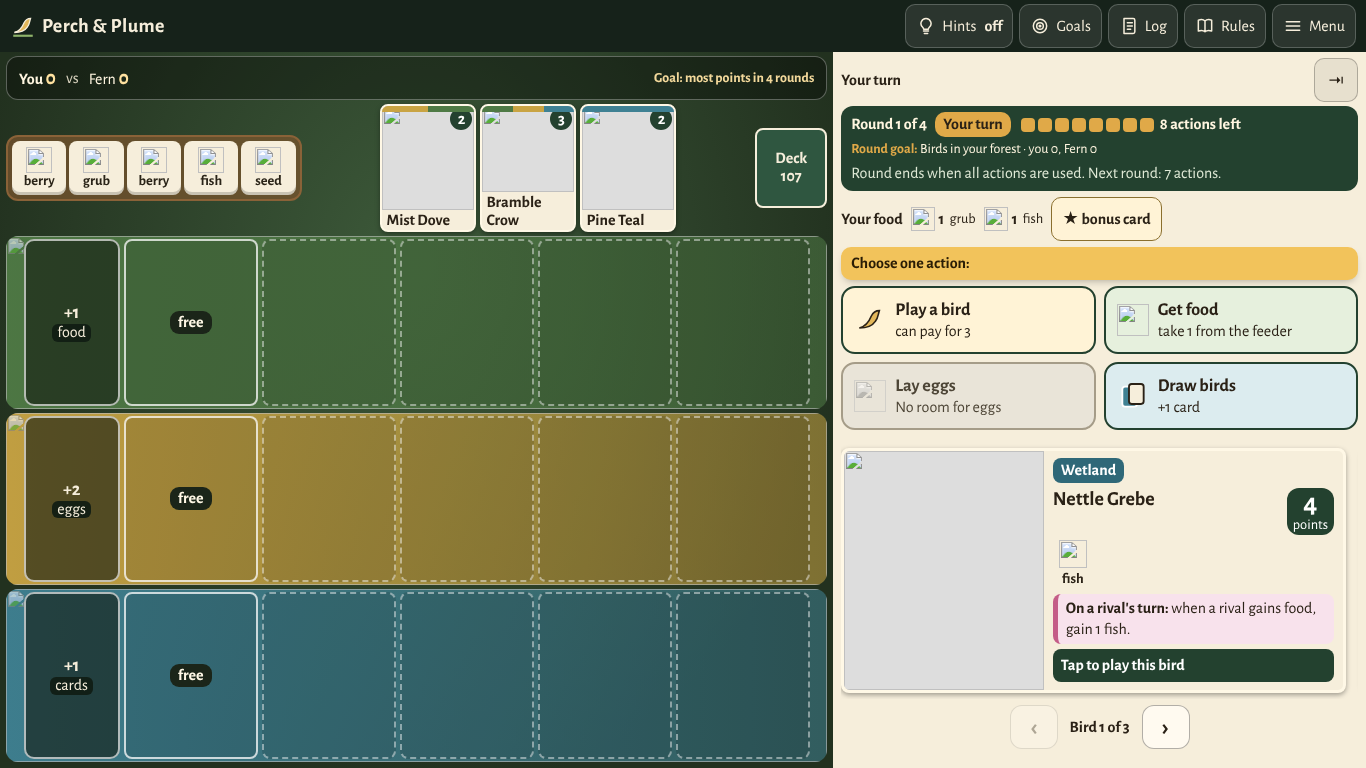 Perch & Plume
Hints off
Goals
Log
Rules
Menu
You 0 vs Fern 0
Goal: most points in 4 rounds
berry
grub
berry
fish
seed
2
Mist Dove
3
Bramble
Crow
2
Pine Teal
Deck
107
+1
food
free
+2
eggs
free
+1
cards
free
Your turn
Round 1 of 4 Your turn 8 actions left
Round goal: Birds in your forest · you 0, Fern 0
Round ends when all actions are used. Next round: 7 actions.
Your food 1 grub 1 fish ★ bonus card
Choose one action:
Play a bird
can pay for 3
Get food
take 1 from the feeder
Lay eggs
No room for eggs
Draw birds
+1 card
Wetland
Nettle Grebe
4
points
fish
On a rival's turn: when a rival gains food,
gain 1 fish.
Tap to play this bird
‹ Bird 1 of 3 ›